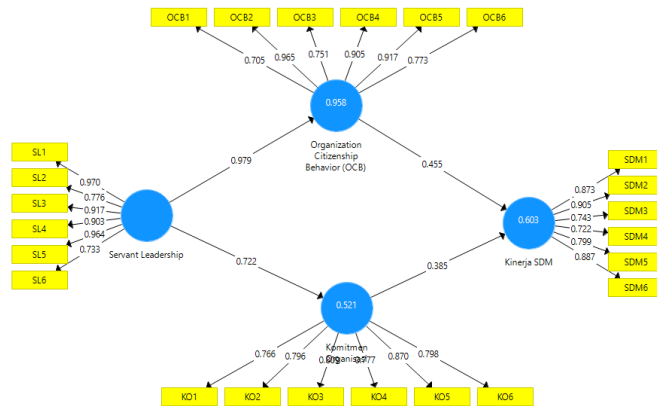 OCB1 OCB2 OCB3 OCB4 OCB5 OCB6
0.705 0.965 0.751 0.905 0.917 0.773
0.958
Organization
Citizenship
Behavior (OCB)
0.979
0.455
SL1
SL2
SL3
SL4
SL5
SL6
0.970
0.776
0.917
0.903
0.964
0.733
Servant Leadership
SDM1
SDM2
SDM3
SDM4
SDM5
SDM6
0.873
0.905
0.743
0.722
0.799
0.887
0.603
Kinerja SDM
0.722
0.385
0.521
Komitmen
0.766 0.796 0.870 0.798
KO1 KO2 KO3 KO4 KO5 KO6